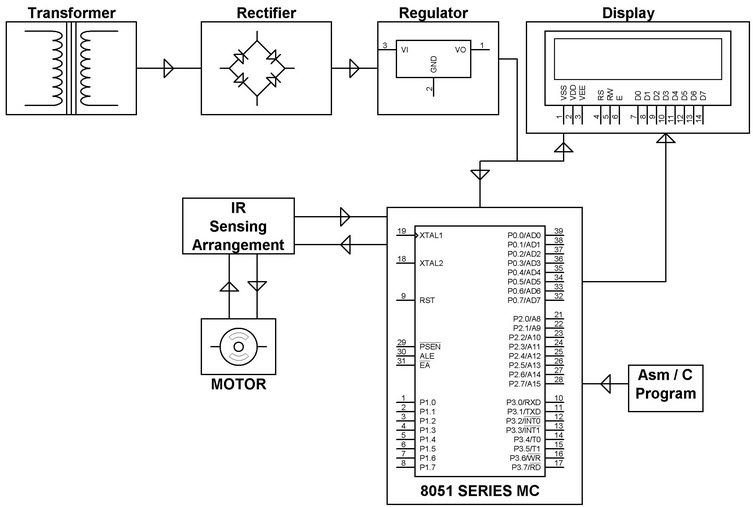 Transformer
Rectifier
Regulator
Display
3 VI VO 1
GND
2
VSS VDD VEE RS RW E D0 D1 D2 D3 D4 D5 D6 D7
1 2 3 4 5 6 7 8 9 10 11 12 13 14
IR
Sensing
Arrangement
MOTOR
19 XTAL1
18 XTAL2
9 RST
29 PSEN
30 ALE
31 EA
1 P1.0
2 P1.1
3 P1.2
4 P1.3
5 P1.4
6 P1.5
7 P1.6
8 P1.7
P0.0/AD0 39
P0.1/AD1 38
P0.2/AD2 37
P0.3/AD3 36
P0.4/AD4 35
P0.5/AD5 34
P0.6/AD6 33
P0.7/AD7 32
P2.0/A8 21
P2.1/A9 22
P2.2/A10 23
P2.3/A11 24
P2.4/A12 25
P2.5/A13 26
P2.6/A14 27
P2.7/A15 28
P3.0/RXD 10
P3.1/TXD 11
P3.2/INT0 12
P3.3/INT1 13
P3.4/T0 14
P3.5/T1 15
P3.6/WR 16
P3.7/RD 17
8051 SERIES MC
Asm / C
Program